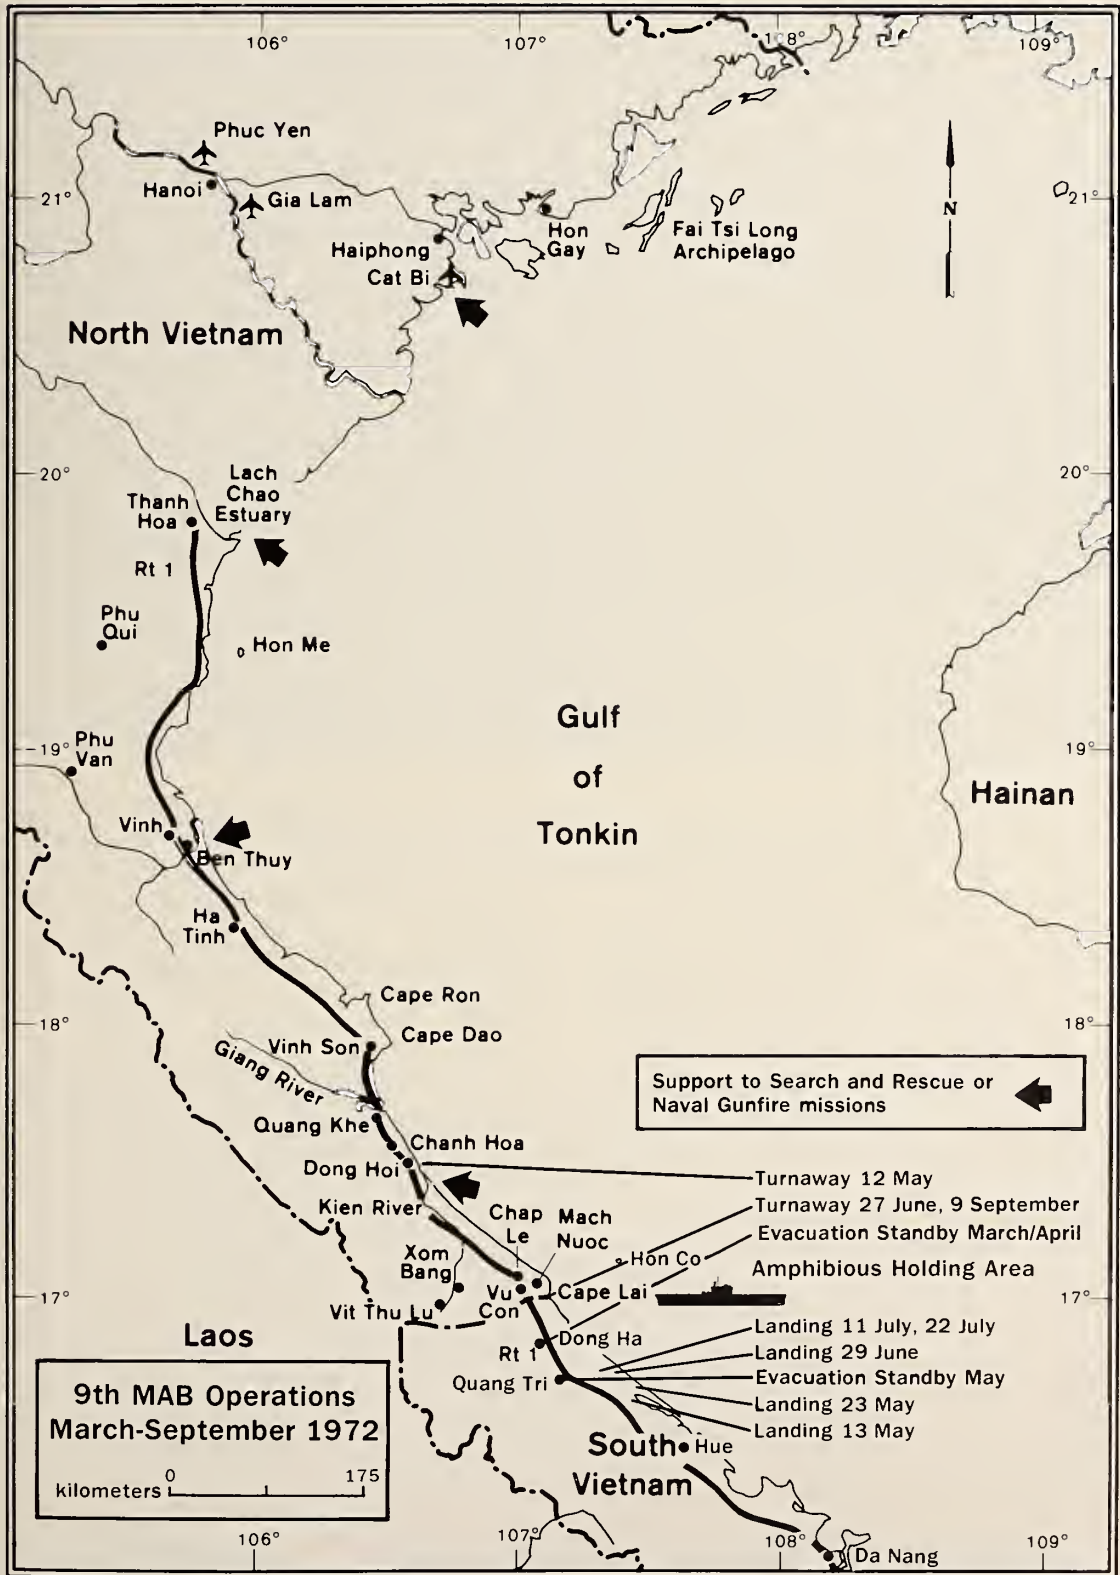 106°
107°
108°
109°
Phuc Yen
Hanoi
21°
Gia Lam
21°
N
Hon
Gay
Fai Tsi Long
Archipelago
Haiphong
Cat Bi
North Vietnam
20°
20°
Lach
Chao
Estuary
Thanh
Hoa
Rt 1
Phu
Qui
Hon Me
Gulf
of
Tonkin
19°
19°
Phu
Van
Hainan
Vinh
Ben Thuy
Ha
Tinh
Cape Ron
18°
18°
Cape Dao
Vinh Son
Giang River
Support to Search and Rescue or
Naval Gunfire missions
Quang Khe
Chanh Hoa
Dong Hoi
Turnaway 12 May
Kien River
Chap
Le
Mach
Nuoc
Turnaway 27 June, 9 September
Evacuation Standby March/April
Xom
Bang
Hon Co
Amphibious Holding Area
Vu
Con
Cape Lai
17°
17°
Vit Thu Lu
Laos
Dong Ha
Landing 11 July, 22 July
Rt 1
Landing 29 June
Quang Tri
Evacuation Standby May
Landing 23 May
Landing 13 May
9th MAB Operations
March-September 1972
kilometers
0
175
South
Vietnam
Hue
106°
107°
108°
109°
Da Nang